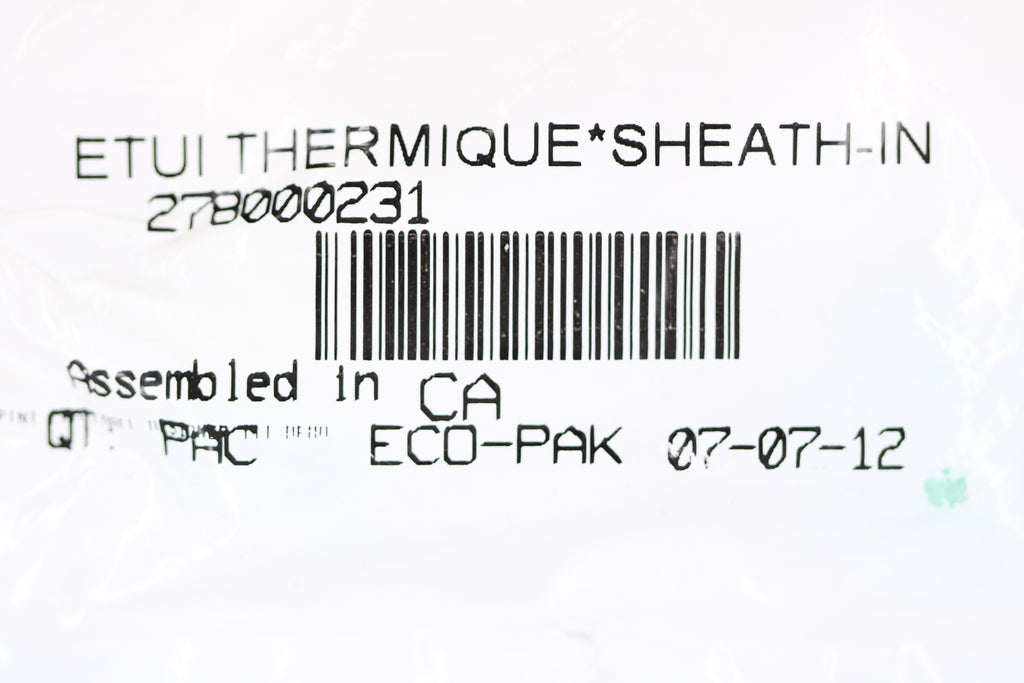 ETUI THERMIQUE*SHEATH-IN
278000231
Assembled in CA
QT: PAC ECO-PAK 07-07-12